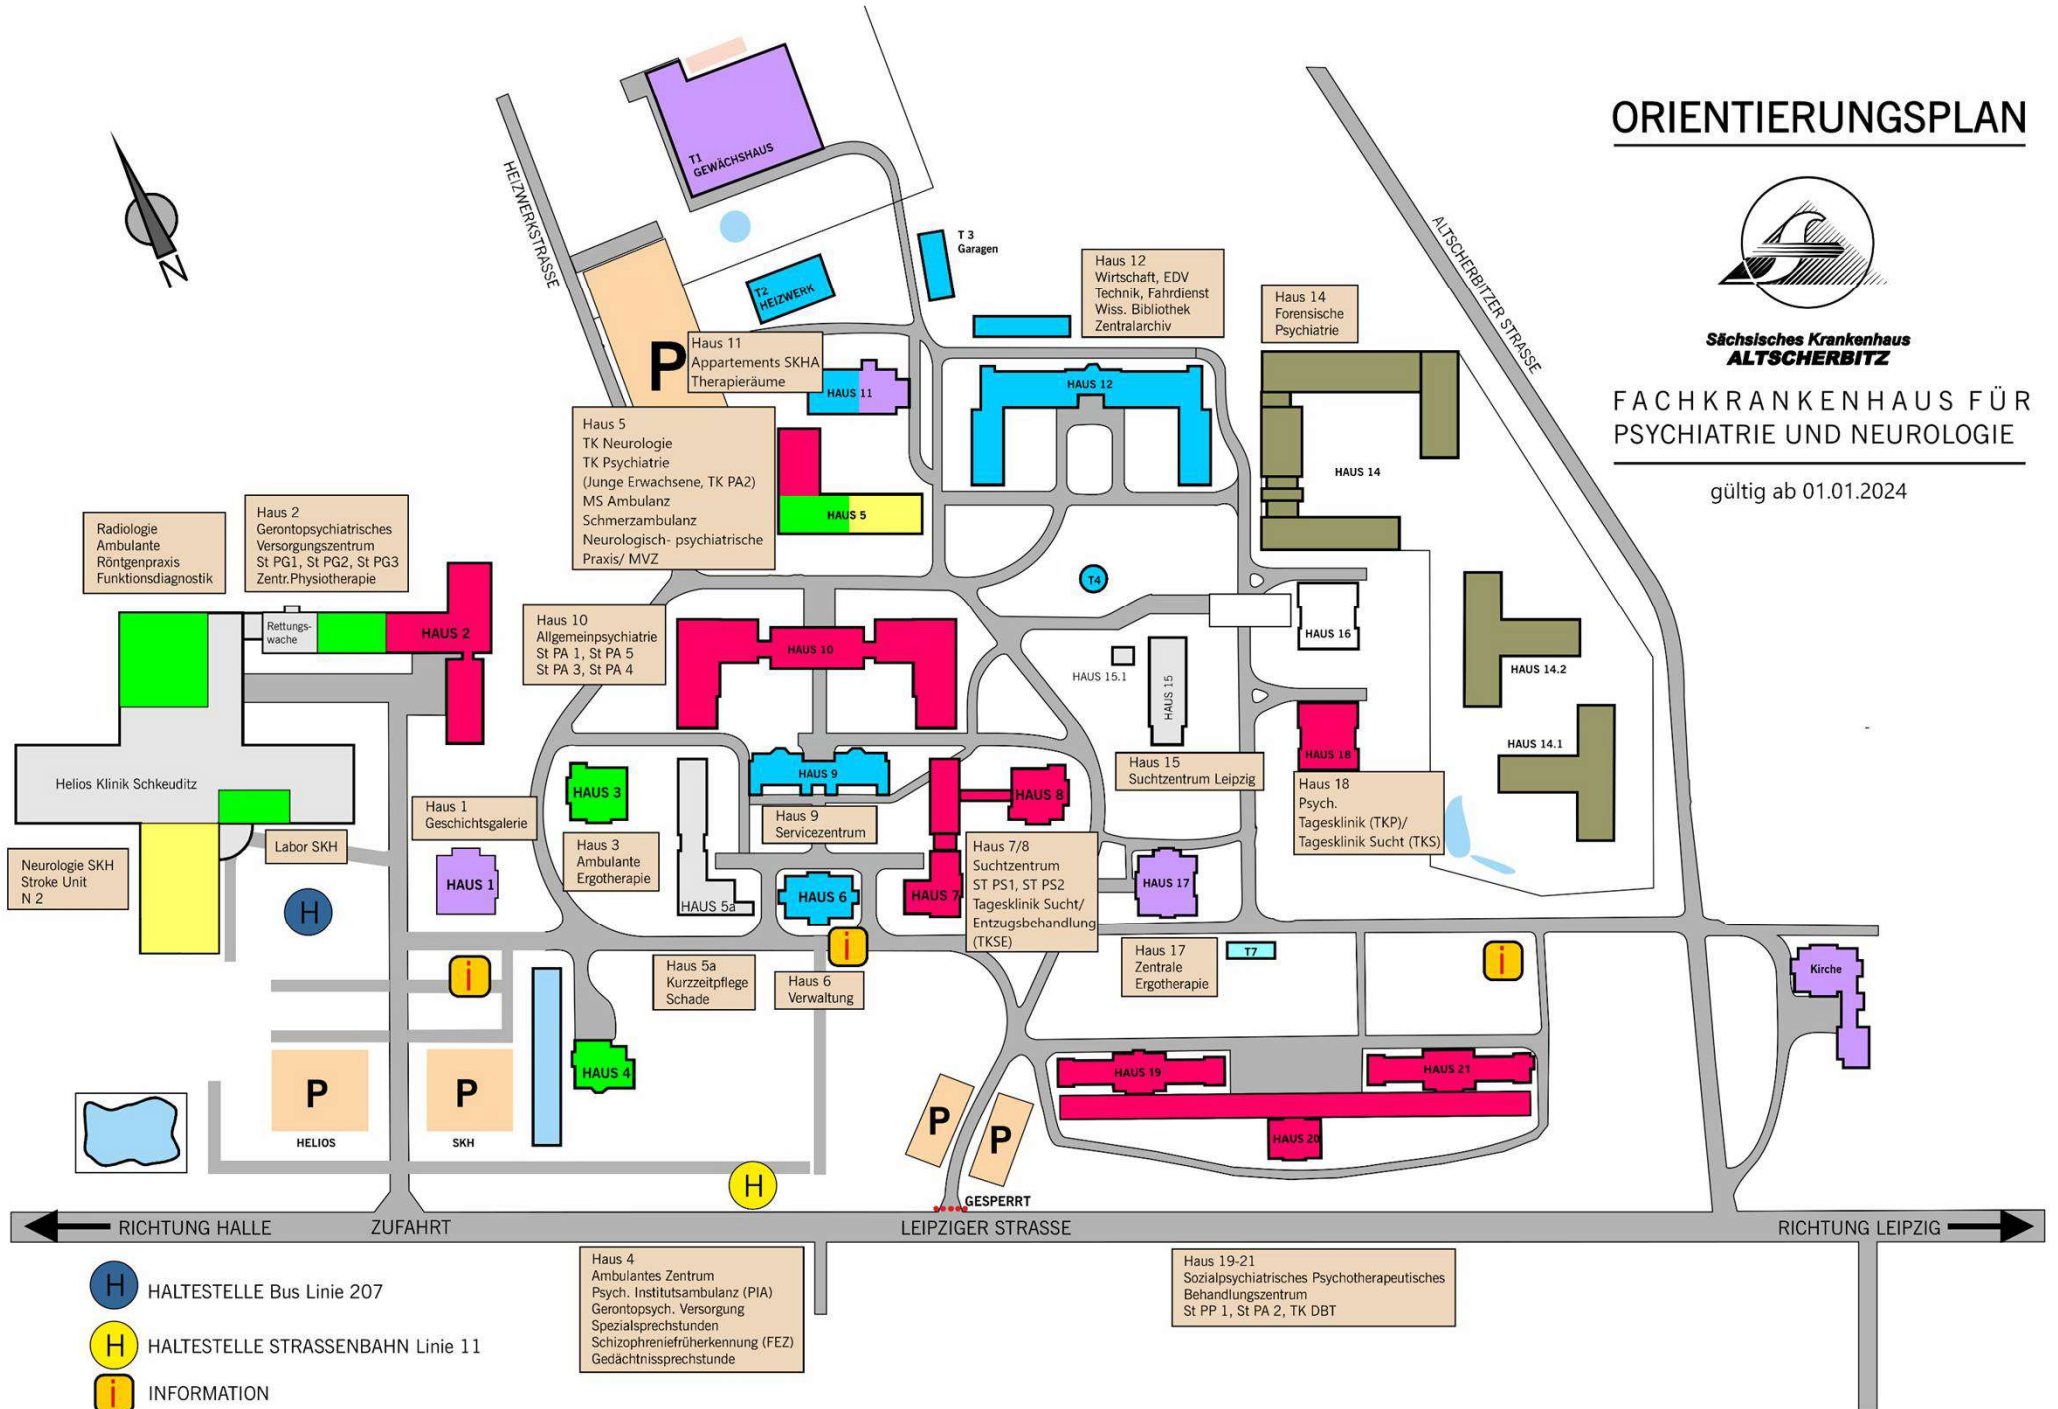 ORIENTIERUNGSPLAN
Sächsisches Krankenhaus
ALTSCHERBITZ
FACHKRANKENHAUS FÜR
PSYCHIATRIE UND NEUROLOGIE
gültig ab 01.01.2024
N
HEIZWERKSTRASSE
ALTSCHERBITZER STRASSE
T1
GEWÄCHSHAUS
T2
HEIZWERK
T 3
Garagen
P
Haus 12
Wirtschaft, EDV
Technik, Fahrdienst
Wiss. Bibliothek
Zentralarchiv
Haus 14
Forensische
Psychiatrie
Haus 11
Appartements SKHA
Therapieräume
HAUS 11
HAUS 12
HAUS 14
Haus 5
TK Neurologie
TK Psychiatrie
(Junge Erwachsene, TK PA2)
MS Ambulanz
Schmerzambulanz
Neurologisch- psychiatrische
Praxis/ MVZ
HAUS 5
Radiologie
Ambulante
Röntgenpraxis
Funktionsdiagnostik
Haus 2
Gerontopsychiatrisches
Versorgungszentrum
St PG1, St PG2, St PG3
Zentr.Physiotherapie
Rettungs-
wache
HAUS 2
T4
Haus 10
Allgemeinpsychiatrie
St PA 1, St PA 5
St PA 3, St PA 4
HAUS 10
HAUS 16
HAUS 15.1
HAUS 15
HAUS 14.2
HAUS 14.1
Helios Klinik Schkeuditz
Haus 1
Geschichtsgalerie
HAUS 3
HAUS 9
HAUS 8
Haus 15
Suchtzentrum Leipzig
HAUS 18
Haus 18
Psych.
Tagesklinik (TKP)/
Tagesklinik Sucht (TKS)
Haus 9
Servicezentrum
Labor SKH
Neurologie SKH
Stroke Unit
N 2
H
HAUS 1
Haus 3
Ambulante
Ergotherapie
HAUS 5a
HAUS 6
HAUS 7
Haus 7/8
Suchtzentrum
ST PS1, ST PS2
Tagesklinik Sucht/
Entzugsbehandlung
(TKSE)
HAUS 17
i
i
i
Haus 5a
Kurzzeitpflege
Schade
Haus 6
Verwaltung
Haus 17
Zentrale
Ergotherapie
T7
Kirche
P
HELIOS
P
SKH
HAUS 4
P
P
HAUS 19
HAUS 21
HAUS 20
H
GESPERRT
RICHTUNG HALLE
ZUFAHRT
LEIPZIGER STRASSE
RICHTUNG LEIPZIG
H
HALTESTELLE Bus Linie 207
H
HALTESTELLE STRASSENBAHN Linie 11
i
INFORMATION
Haus 4
Ambulantes Zentrum
Psych. Institutsambulanz (PIA)
Gerontopsych. Versorgung
Spezialsprechstunden
Schizophreniefrüherkennung (FEZ)
Gedächtnissprechstunde
Haus 19-21
Sozialpsychiatrisches Psychotherapeutisches
Behandlungszentrum
St PP 1, St PA 2, TK DBT